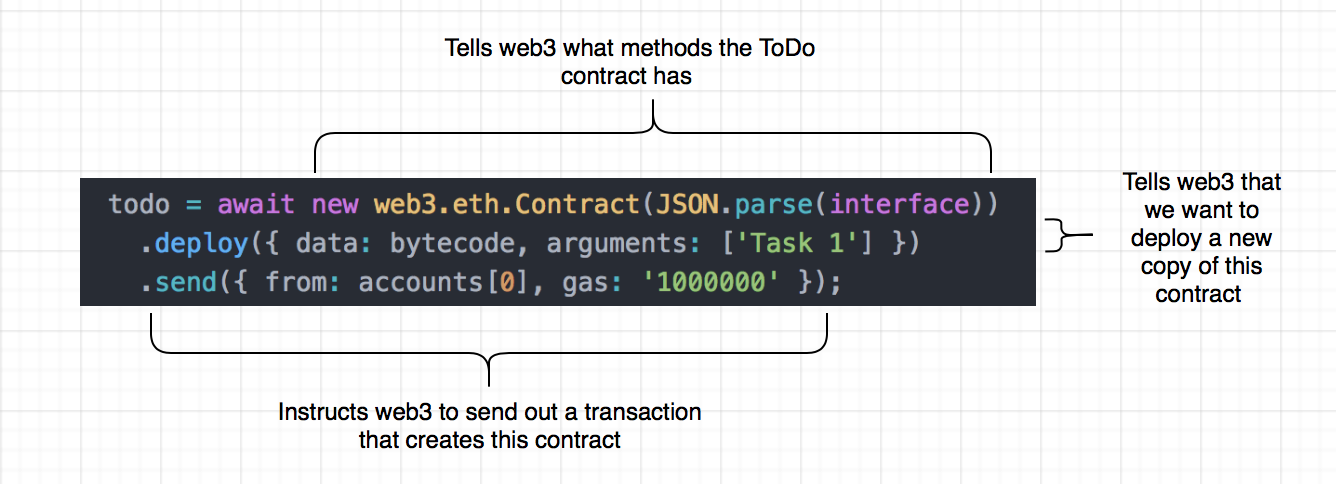 Tells web3 what methods the ToDo
contract has
todo = await new web3.eth.Contract(JSON.parse(interface))
.deploy({ data: bytecode, arguments: ['Task 1'] })
.send({ from: accounts[0], gas: '1000000' });
Tells web3 that
we want to
deploy a new
copy of this
contract
Instructs web3 to send out a transaction
that creates this contract